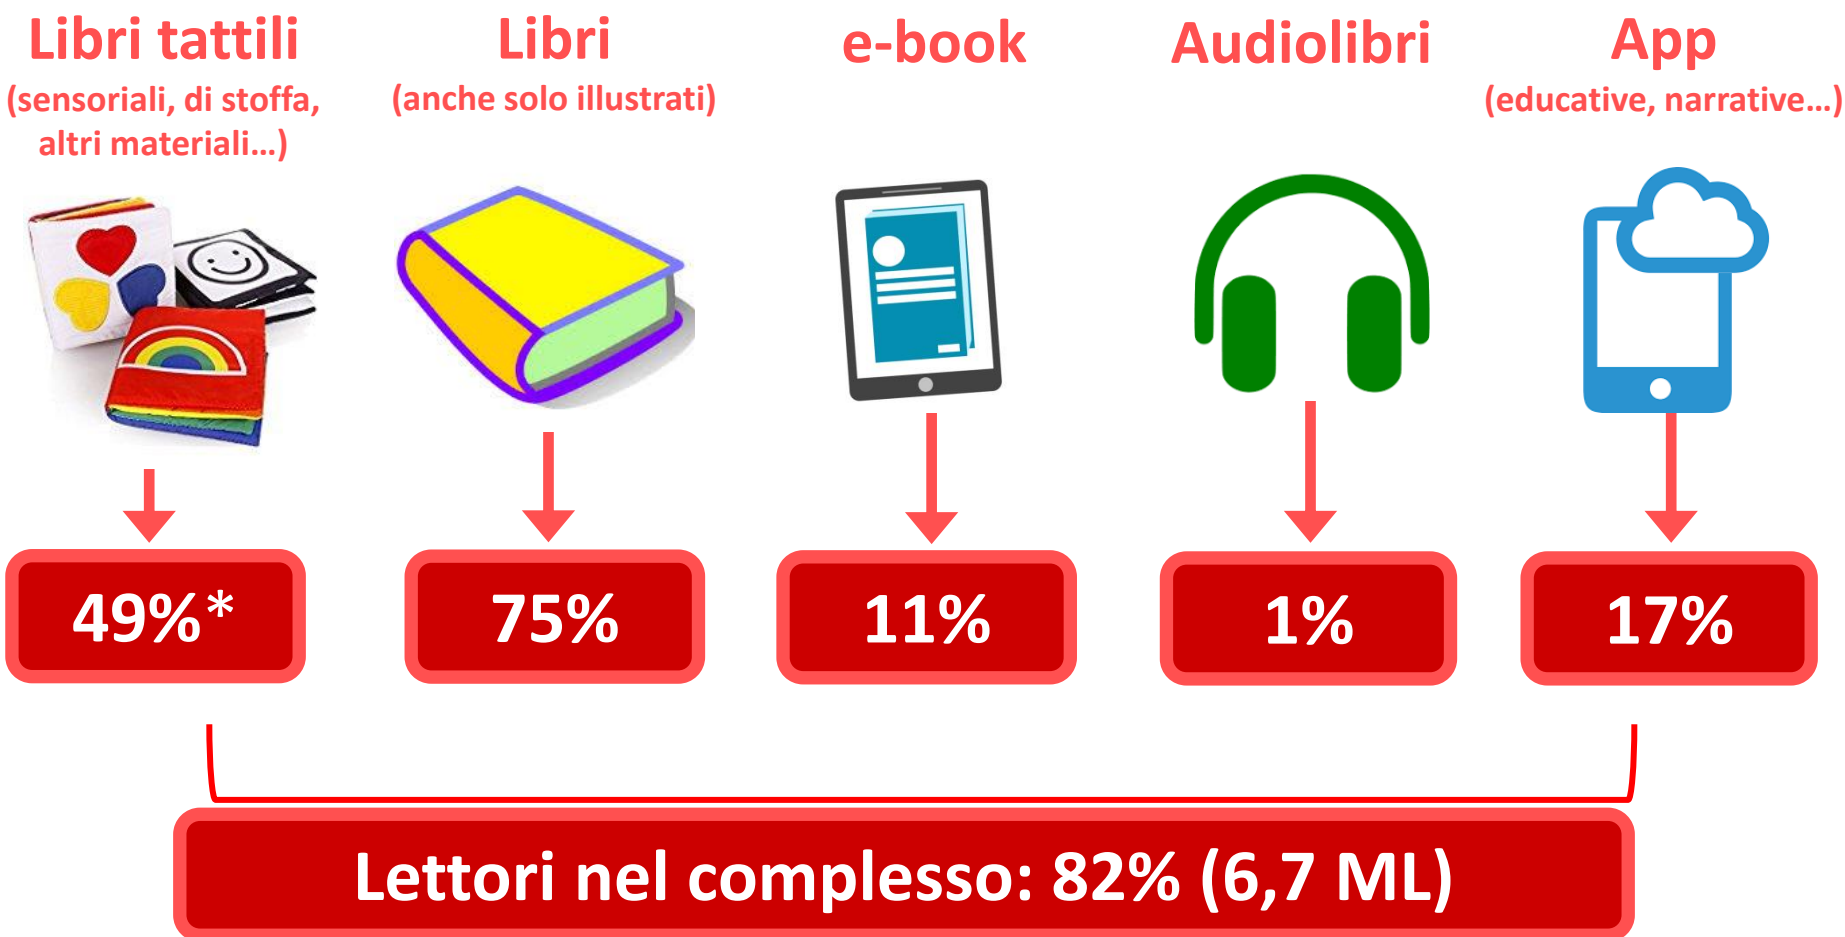 Libri tattili
(sensoriali, di stoffa,
altri materiali...)
Libri
(anche solo illustrati)
e-book
Audiolibri
App
(educative, narrative...)
49%*
75%
11%
1%
17%
Lettori nel complesso: 82% (6,7 ML)